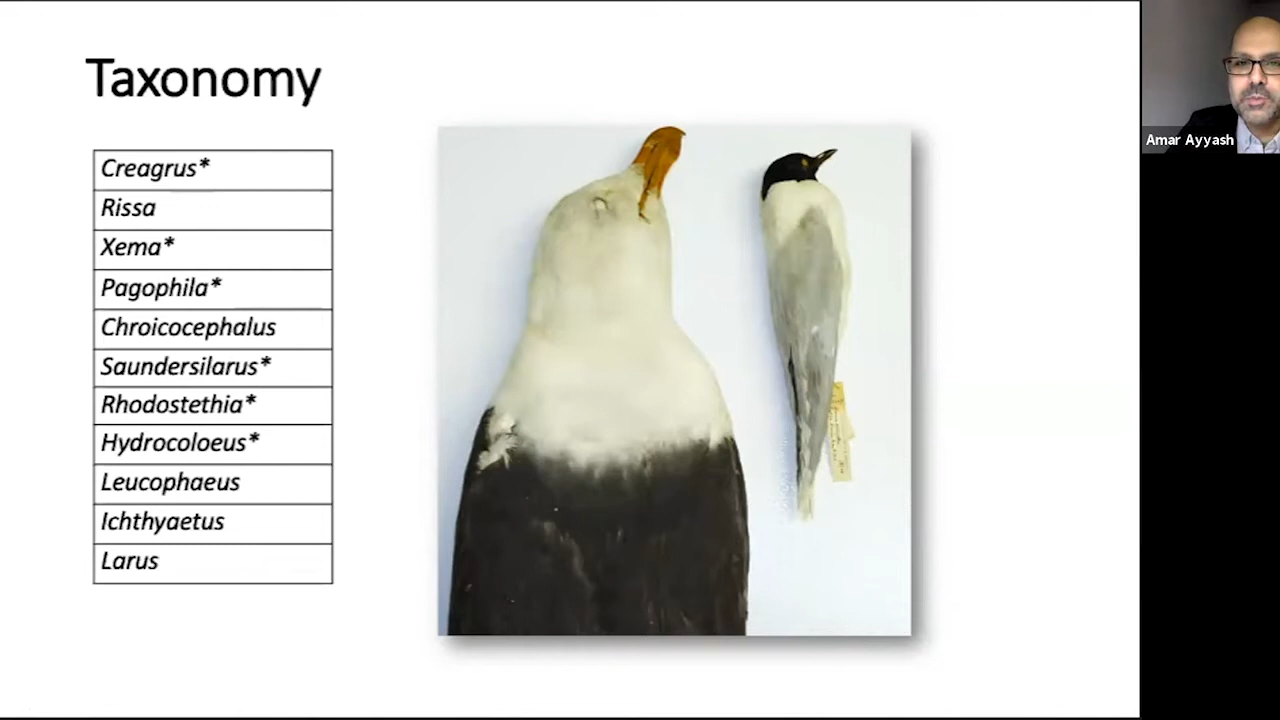 Taxonomy
Creagrus*
Rissa
Xema*
Pagophila*
Chroicocephalus
Saundersilarus*
Rhodostethia*
Hydrocoloeus*
Leucophaeus
Ichthyaetus
Larus
Amar Ayyash